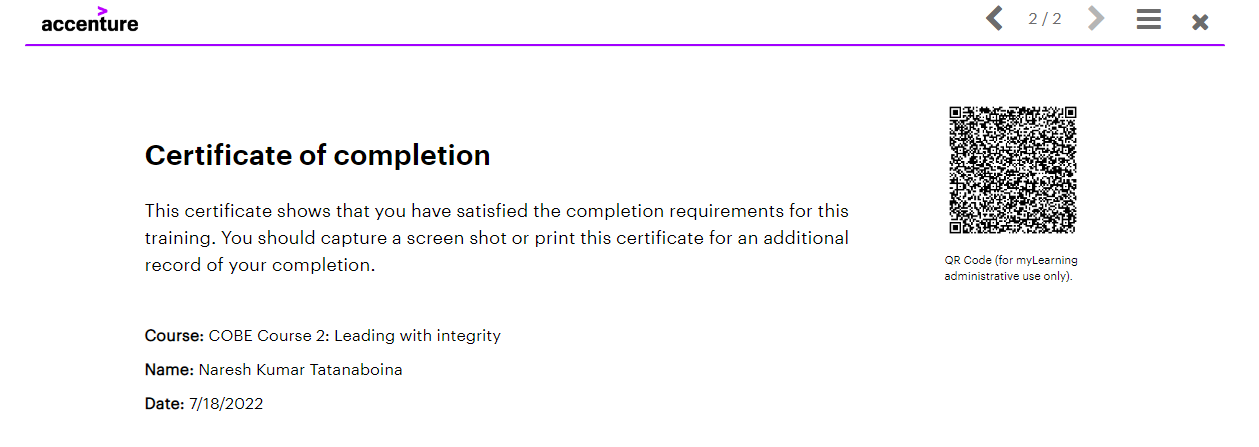 accenture
2 / 2
Certificate of completion
This certificate shows that you have satisfied the completion requirements for this
training. You should capture a screen shot or print this certificate for an additional
record of your completion.
QR Code (for myLearning
administrative use only).
Course: COBE Course 2: Leading with integrity
Name: Naresh Kumar Tatanaboina
Date: 7/18/2022